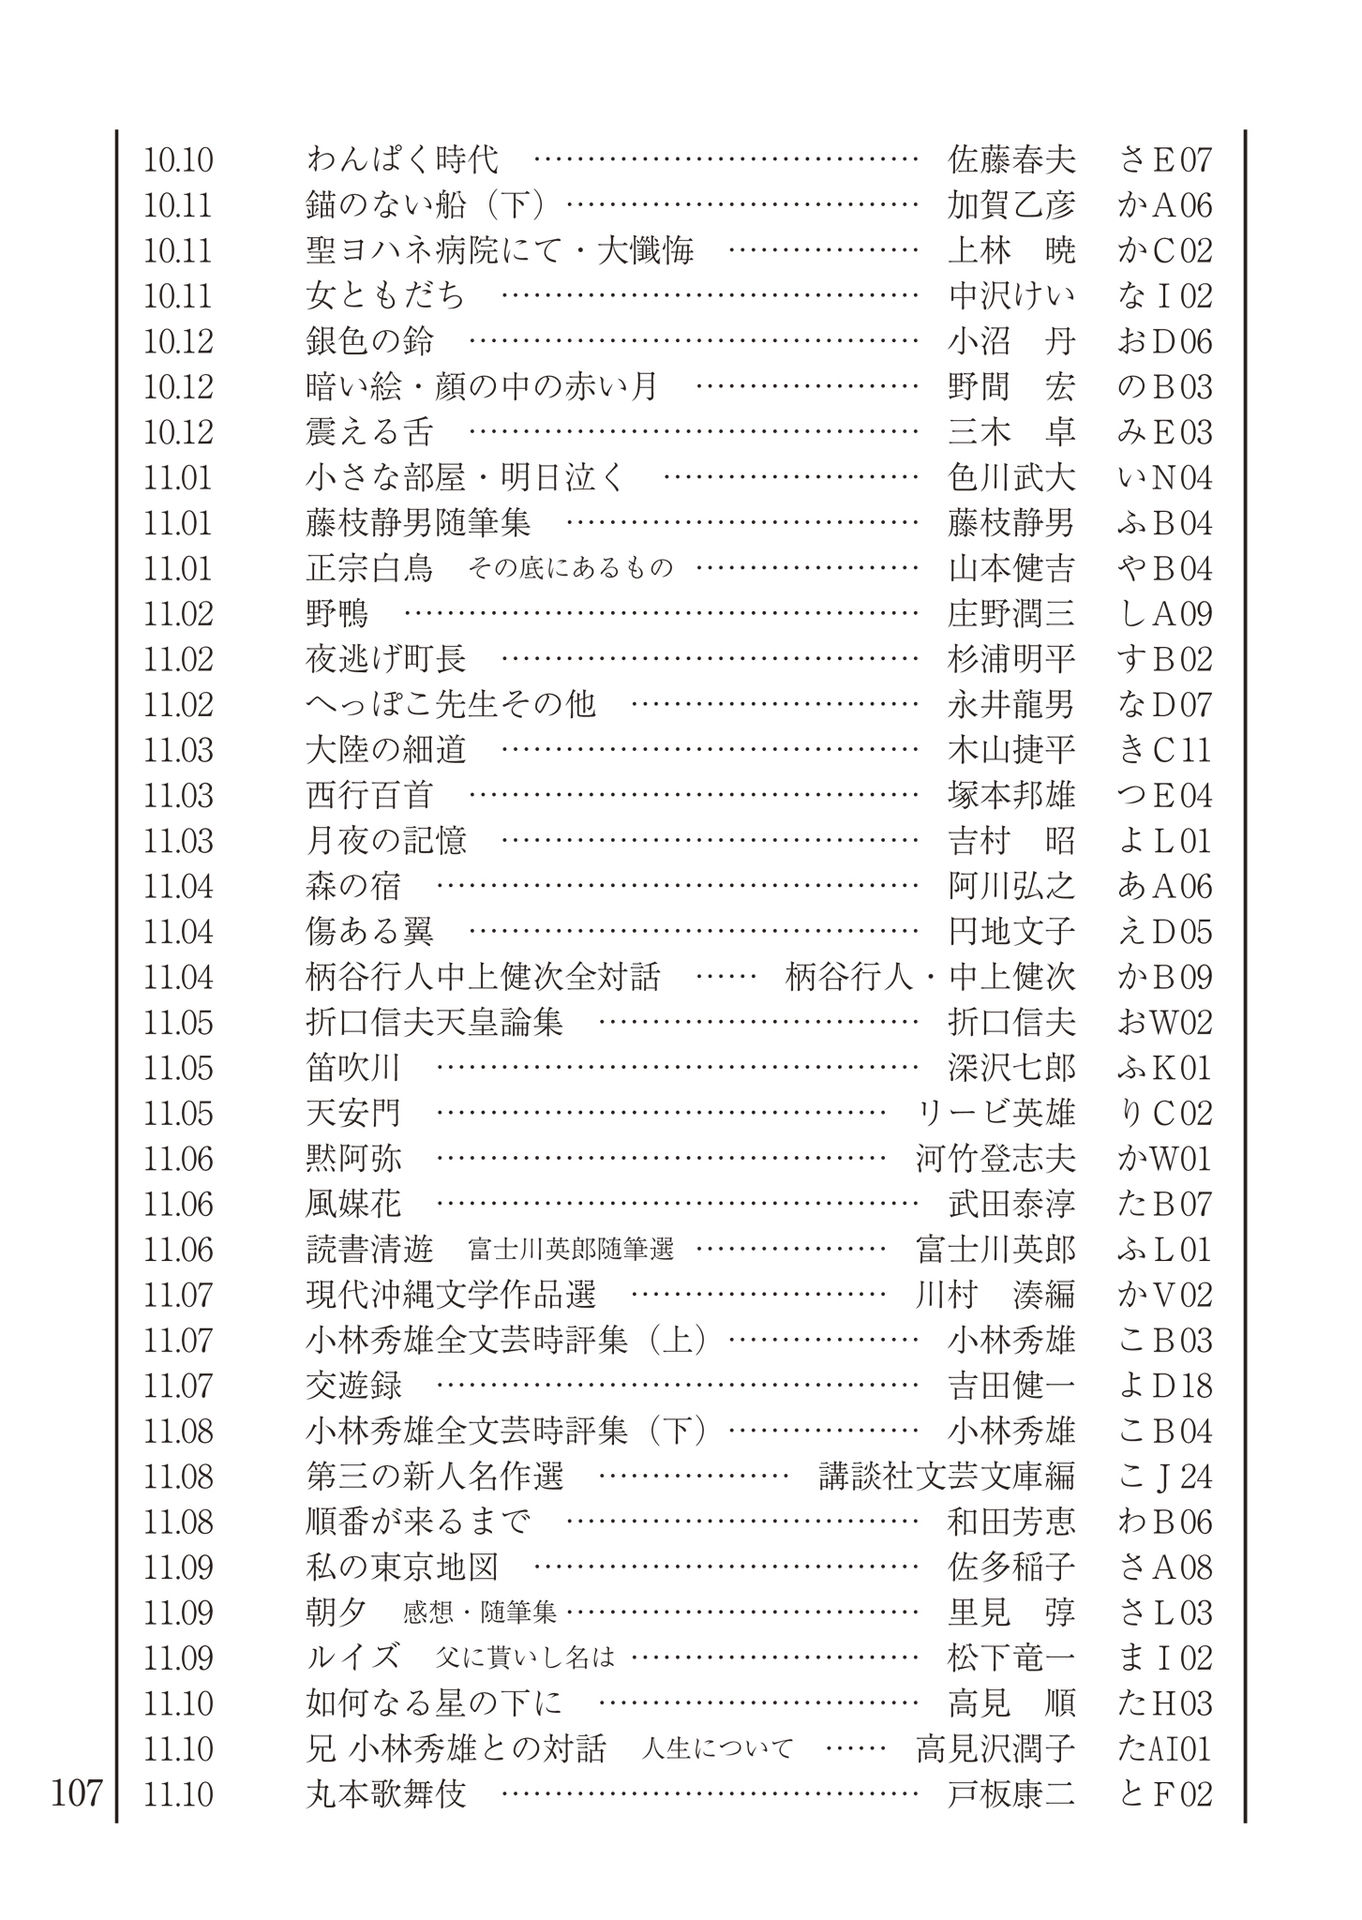 10.10 わんぱく時代 ………………………………… 佐藤春夫 さE07
10.11 錨のない船（下）………………………………… 加賀乙彦 かA06
10.11 聖ヨハネ病院にて・大懺悔 ………………… 上林　暁 かC02
10.11 女ともだち ………………………………… 中沢けい なI02
10.12 銀色の鈴 ………………………………… 小沼　丹 おD06
10.12 暗い絵・顔の中の赤い月 ………………… 野間　宏 のB03
10.12 震える舌 ………………………………… 三木　卓 みE03
11.01 小さな部屋・明日泣く ………………… 色川武大 いN04
11.01 藤枝静男随筆集 ………………………………… 藤枝静男 ふB04
11.01 正宗白鳥　その底にあるもの ………………… 山本健吉 やB04
11.02 野鴨 ………………………………… 庄野潤三 しA09
11.02 夜逃げ町長 ………………………………… 杉浦明平 すB02
11.02 へっぽこ先生その他 ………………………… 永井龍男 なD07
11.03 大陸の細道 ………………………………… 木山捷平 きC11
11.03 西行百首 ………………………………… 塚本邦雄 つE04
11.03 月夜の記憶 ………………………………… 吉村　昭 よL01
11.04 森の宿 ………………………………… 阿川弘之 あA06
11.04 傷ある翼 ………………………………… 円地文子 えD05
11.04 柄谷行人中上健次全対話 …… 柄谷行人・中上健次 かB09
11.05 折口信夫天皇論集 ………………………… 折口信夫 おW02
11.05 笛吹川 ………………………………… 深沢七郎 ふK01
11.05 天安門 ………………………………… リービ英雄 りC02
11.06 黙阿弥 ………………………………… 河竹登志夫 かW01
11.06 風媒花 ………………………………… 武田泰淳 たB07
11.06 読書清遊　富士川英郎随筆選 ……………… 富士川英郎 ふL01
11.07 現代沖縄文学作品選 ……………………… 川村　湊編 かV02
11.07 小林秀雄全文芸時評集（上）……………… 小林秀雄 こB03
11.07 交遊録 ………………………………… 吉田健一 よD18
11.08 小林秀雄全文芸時評集（下）……………… 小林秀雄 こB04
11.08 第三の新人名作選 ……………… 講談社文芸文庫編 こJ24
11.08 順番が来るまで ………………………………… 和田芳恵 わB06
11.09 私の東京地図 ………………………………… 佐多稲子 さA08
11.09 朝夕　感想・随筆集………………………………… 里見　弴 さL03
11.09 ルイズ　父に貰いし名は ……………………… 松下竜一 まI02
11.10 如何なる星の下に ………………………… 高見　順 たH03
11.10 兄 小林秀雄との対話　人生について …… 高見沢潤子 たAI01
11.10 丸本歌舞伎 ………………………………… 戸板康二 とF02
107